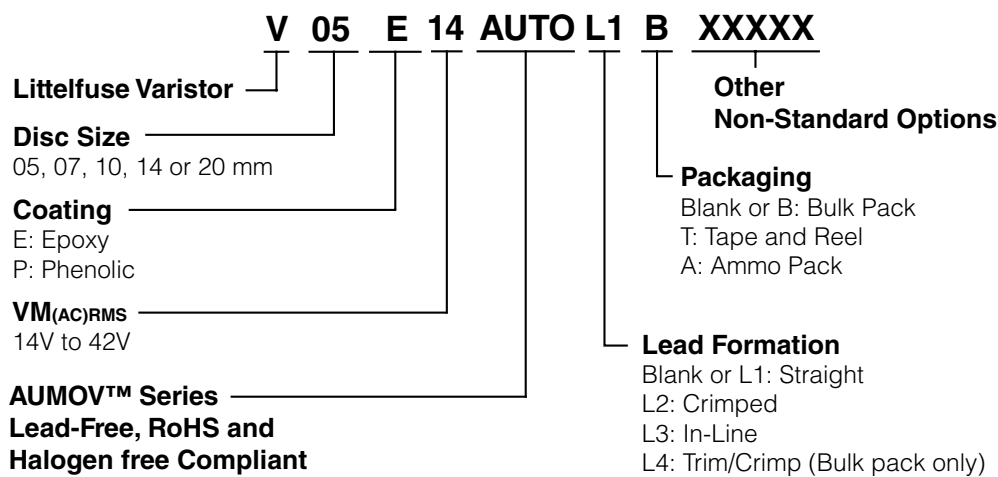 V 05 E 14 AUTO L1 B XXXXX
Littelfuse Varistor
Disc Size
05, 07, 10, 14 or 20 mm
Coating
E: Epoxy
P: Phenolic
VM(AC)RMS
14V to 42V
AUMOV™ Series
Lead-Free, RoHS and
Halogen free Compliant
Other
Non-Standard Options
Packaging
Blank or B: Bulk Pack
T: Tape and Reel
A: Ammo Pack
Lead Formation
Blank or L1: Straight
L2: Crimped
L3: In-Line
L4: Trim/Crimp (Bulk pack only)